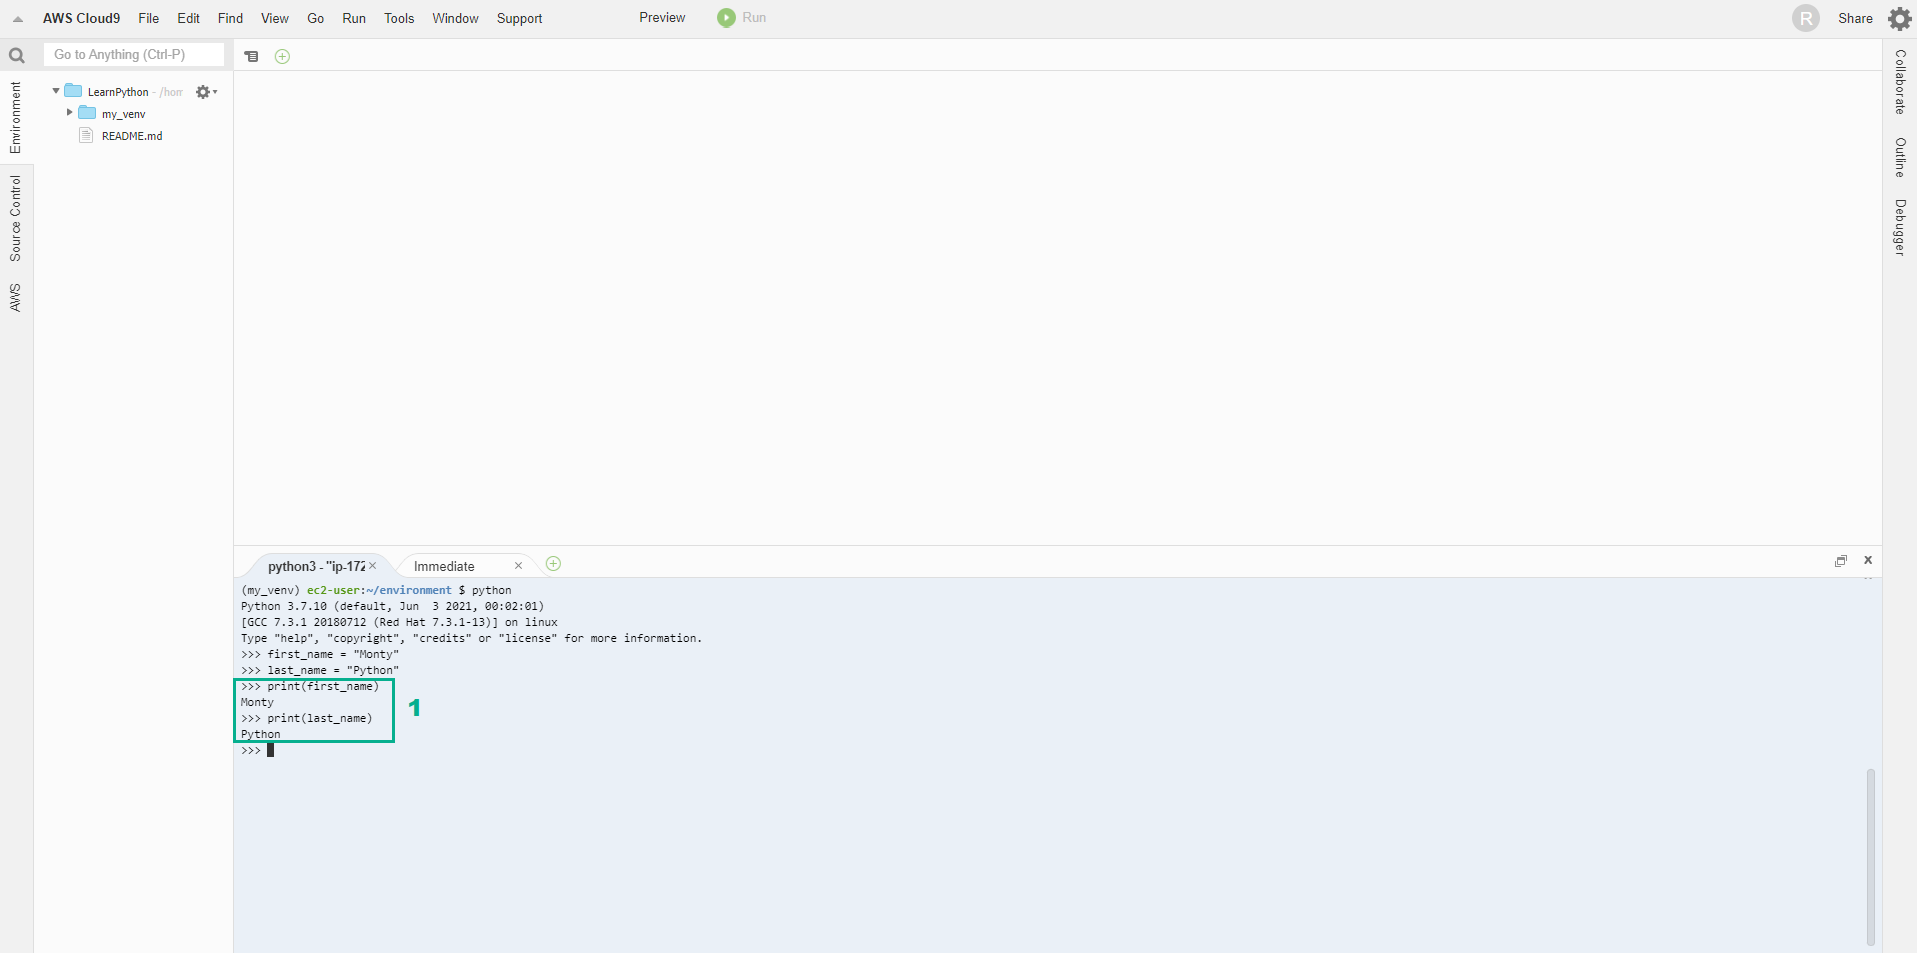 AWS Cloud9 File Edit Find View Go Run Tools Window Support Preview Run R Share
Go to Anything (Ctrl-P)
Environment
Source Control
AWS
LearnPython - /hom
my_venv
README.md
Collaborate
Outline
Debugger
python3 - "ip-172 Immediate
(my_venv) ec2-user:~/environment $ python
Python 3.7.10 (default, Jun  3 2021, 00:02:01)
[GCC 7.3.1 20180712 (Red Hat 7.3.1-13)] on linux
Type "help", "copyright", "credits" or "license" for more information.
>>> first_name = "Monty"
>>> last_name = "Python"
>>> print(first_name)
Monty
>>> print(last_name)
Python
>>>
1